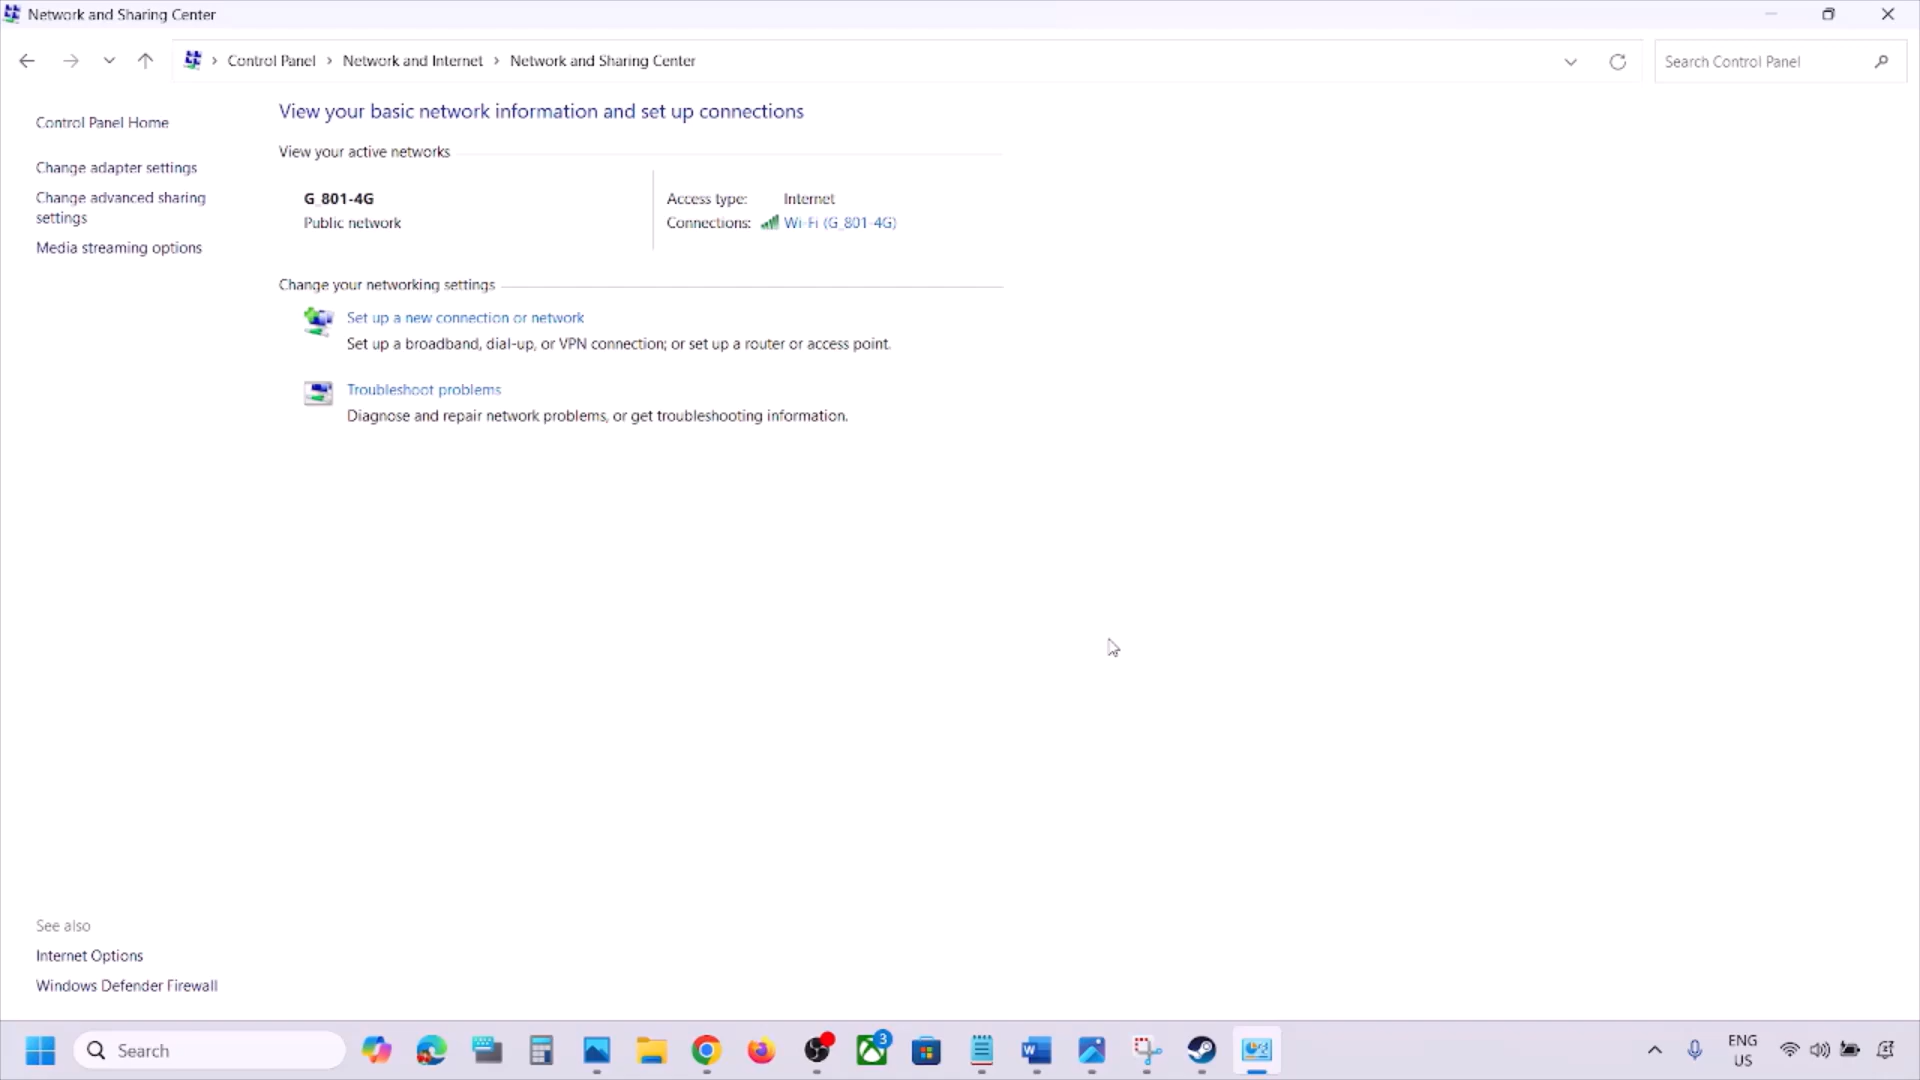 Network and Sharing Center
Control Panel > Network and Internet > Network and Sharing Center
Search Control Panel
Control Panel Home
Change adapter settings
Change advanced sharing
settings
Media streaming options
View your basic network information and set up connections
View your active networks
G_801-4G
Public network
Access type: Internet
Connections: Wi-Fi (G_801-4G)
Change your networking settings
Set up a new connection or network
Set up a broadband, dial-up, or VPN connection; or set up a router or access point.
Troubleshoot problems
Diagnose and repair network problems, or get troubleshooting information.
See also
Internet Options
Windows Defender Firewall
Search
3
ENG
US